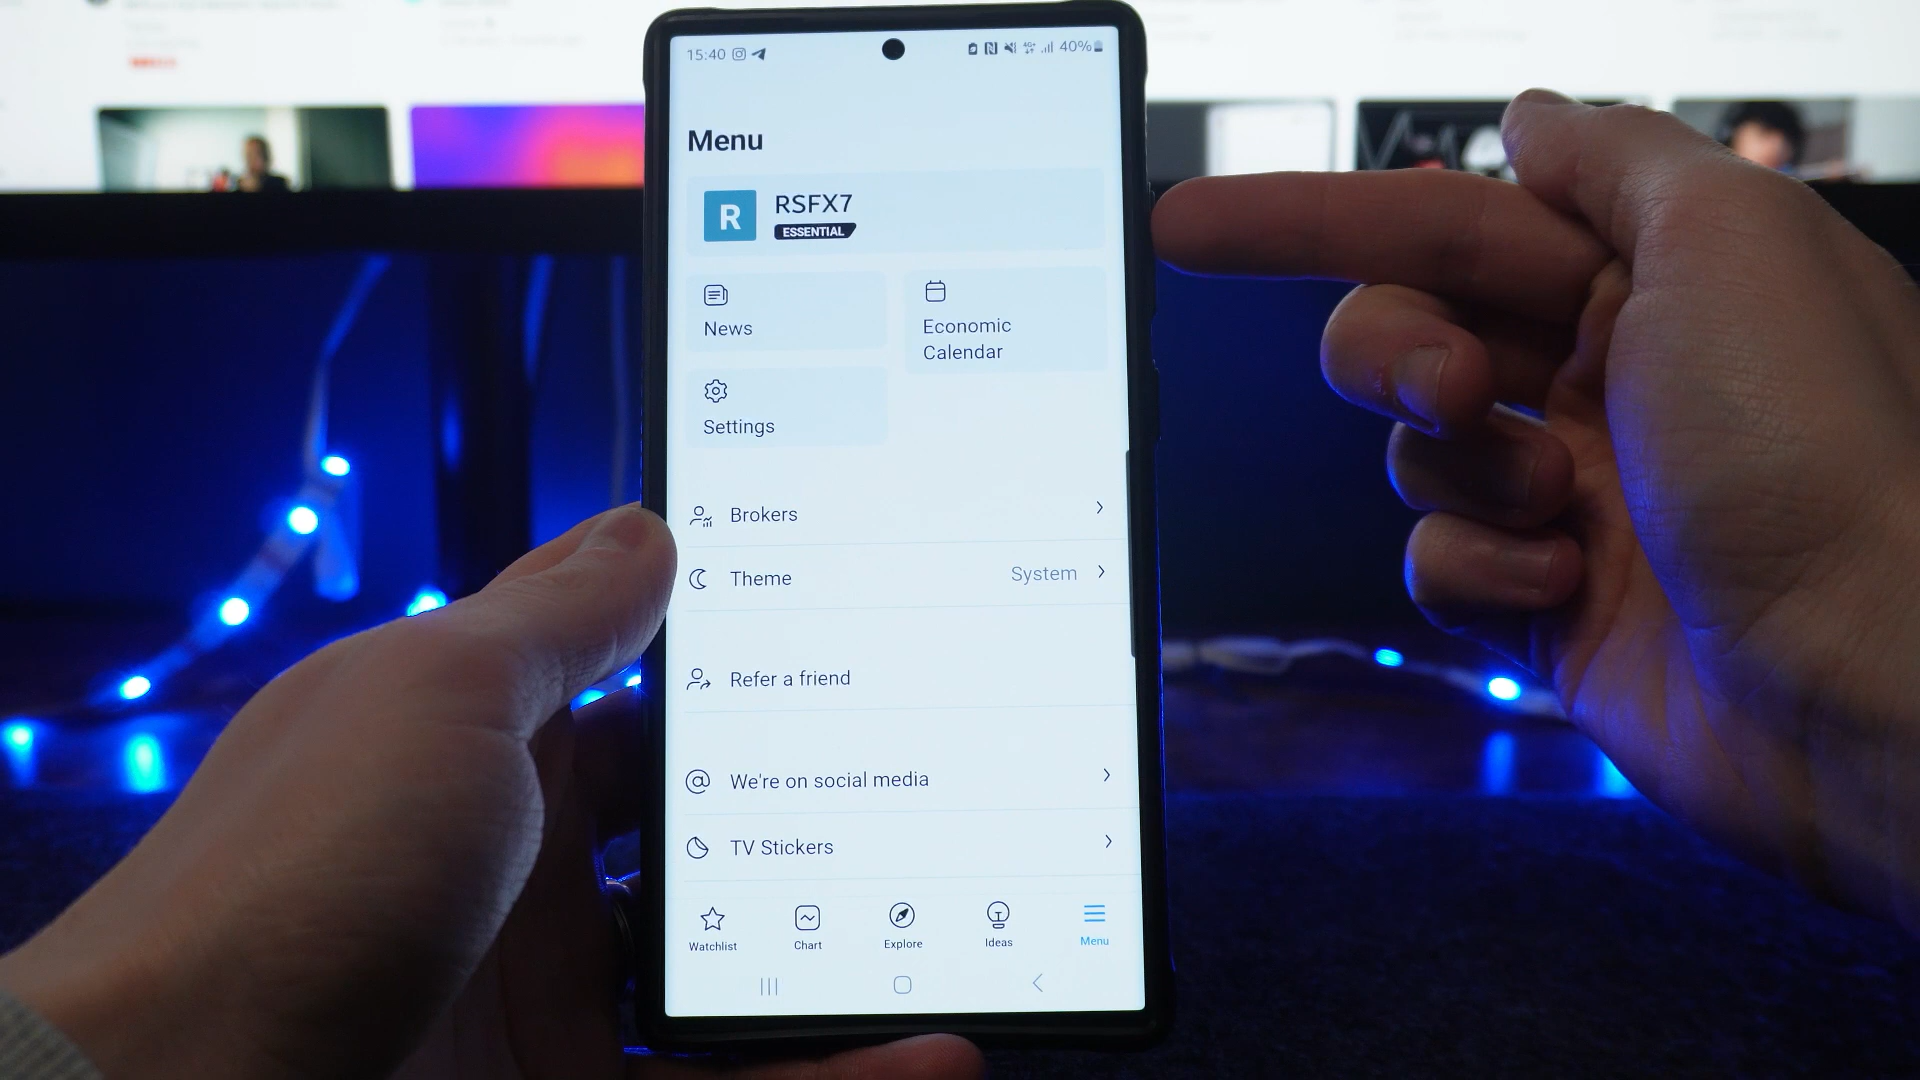 15:40
40%
Menu
R
RSFX7
ESSENTIAL
News
Economic
Calendar
Settings
Brokers
Theme
System
Refer a friend
We're on social media
TV Stickers
Watchlist
Chart
Explore
Ideas
Menu